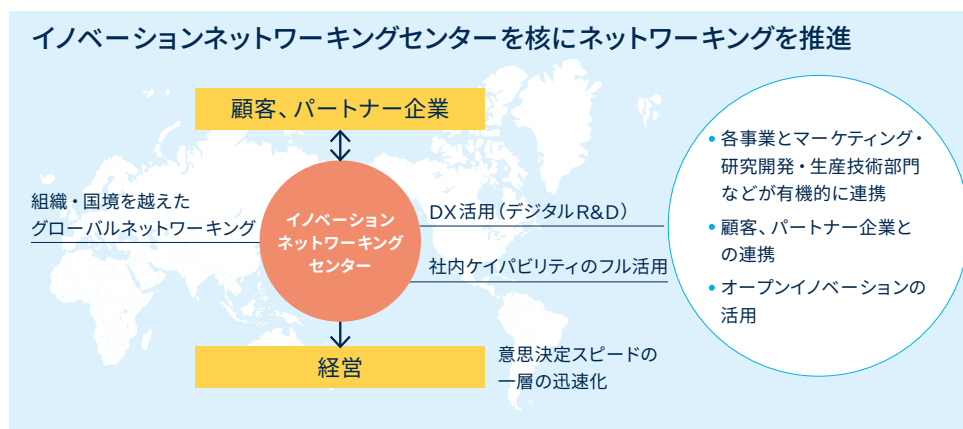 イノベーションネットワーキングセンターを核にネットワーキングを推進
顧客、パートナー企業
組織・国境を越えた
グローバルネットワーキング
イノベーション
ネットワーキング
センター
DX活用(デジタルR&D)
社内ケイパビリティのフル活用
経営
意思決定スピードの
一層の迅速化
• 各事業とマーケティング・
研究開発・生産技術部門
などが有機的に連携
• 顧客、パートナー企業と
の連携
• オープンイノベーションの
活用